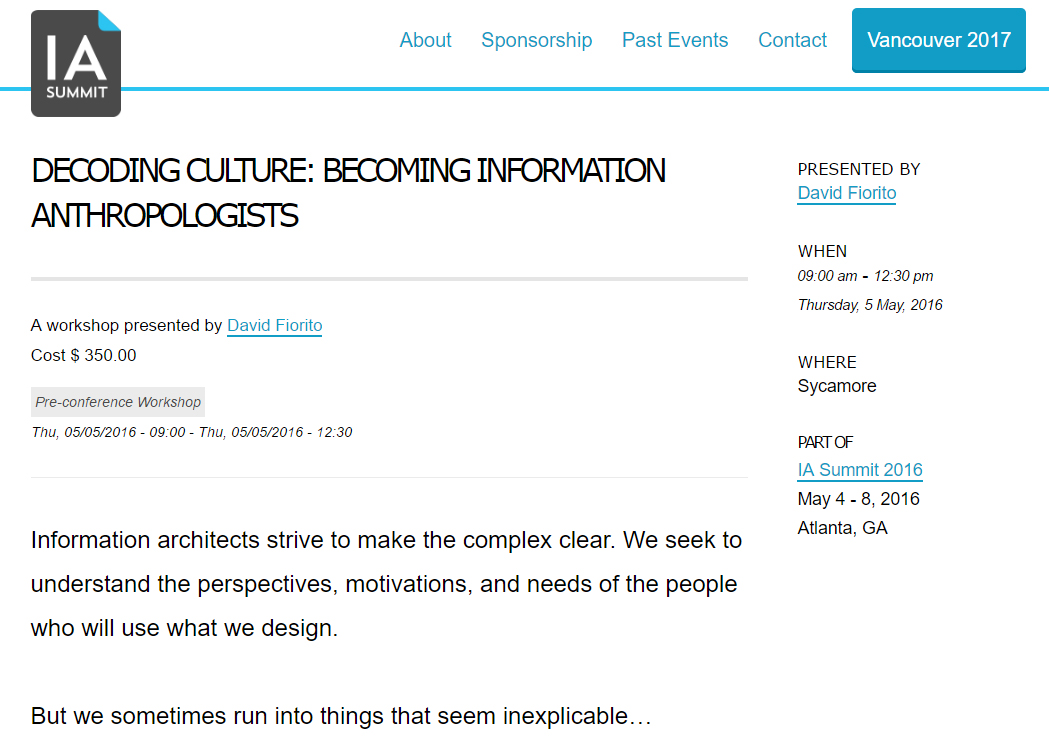 IA
SUMMIT
About Sponsorship Past Events Contact Vancouver 2017
DECODING CULTURE: BECOMING INFORMATION
ANTHROPOLOGISTS
A workshop presented by David Fiorito
Cost $ 350.00
Pre-conference Workshop
Thu, 05/05/2016 - 09:00 - Thu, 05/05/2016 - 12:30
Information architects strive to make the complex clear. We seek to
understand the perspectives, motivations, and needs of the people
who will use what we design.
But we sometimes run into things that seem inexplicable…
PRESENTED BY
David Fiorito
WHEN
09:00 am - 12:30 pm
Thursday, 5 May, 2016
WHERE
Sycamore
PART OF
IA Summit 2016
May 4 - 8, 2016
Atlanta, GA